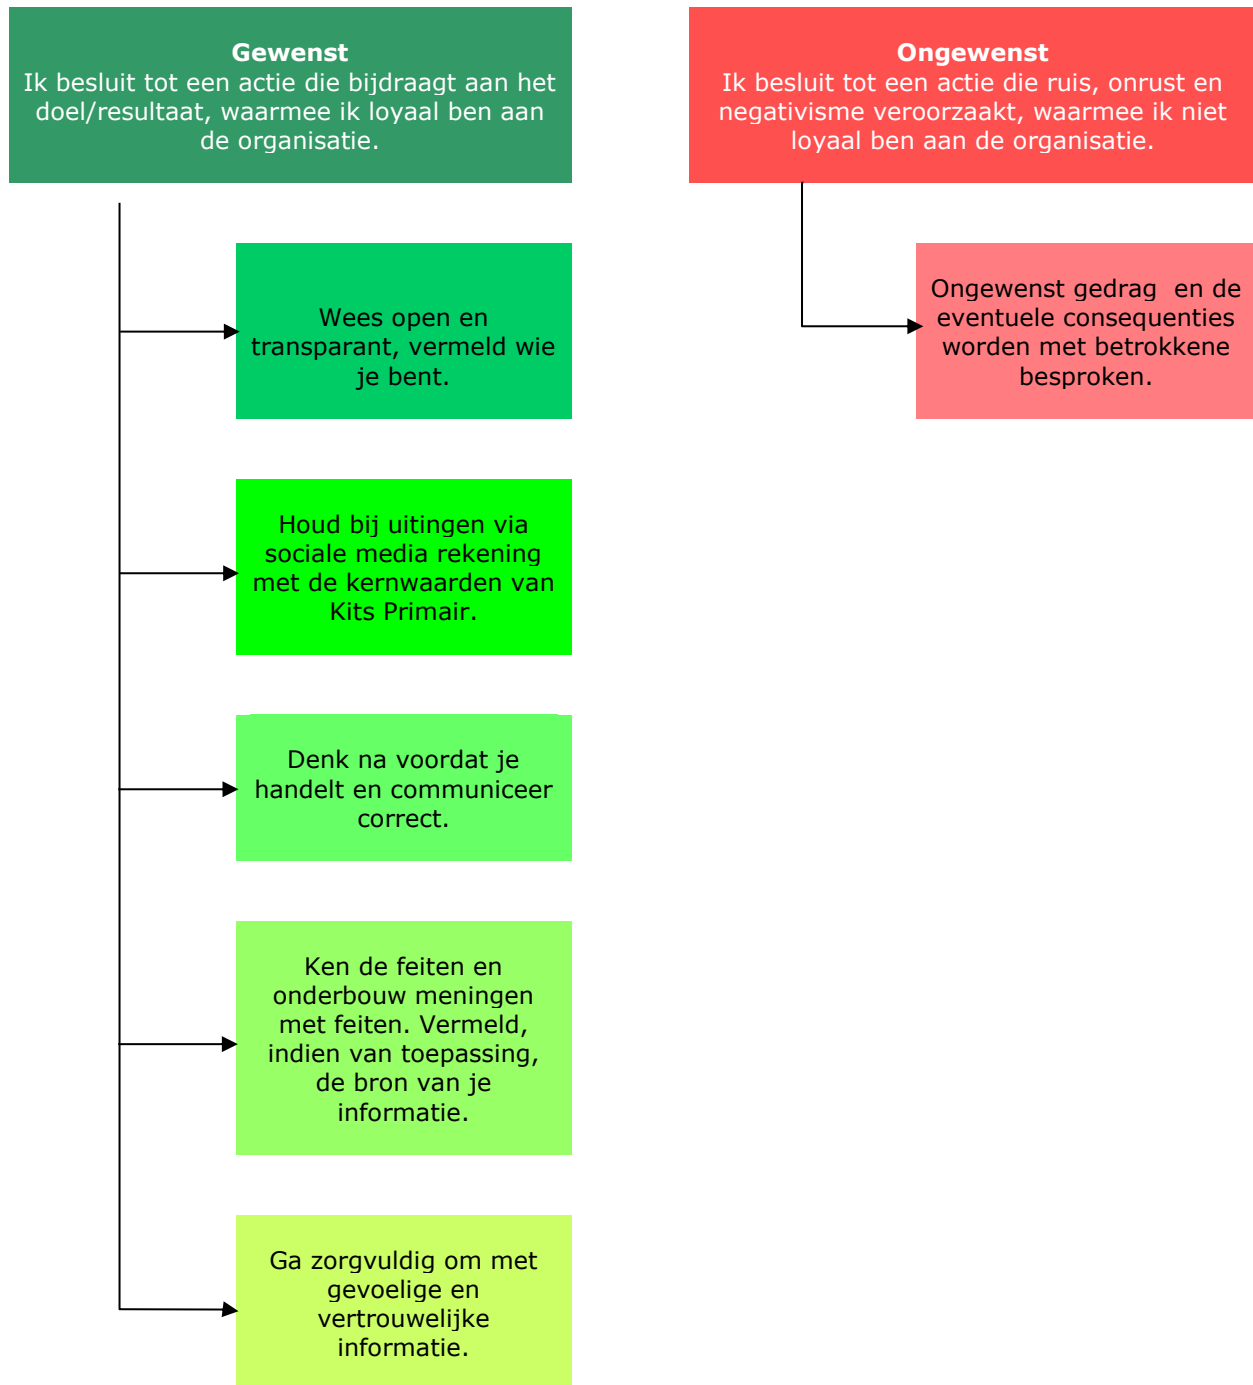 Gewenst
Ik besluit tot een actie die bijdraagt aan het
doel/resultaat, waarmee ik loyaal ben aan
de organisatie.
Wees open en
transparant, vermeld wie
je bent.
Houd bij uitingen via
sociale media rekening
met de kernwaarden van
Kits Primair.
Denk na voordat je
handelt en communiceer
correct.
Ken de feiten en
onderbouw meningen
met feiten. Vermeld,
indien van toepassing,
de bron van je
informatie.
Ga zorgvuldig om met
gevoelige en
vertrouwelijke
informatie.
Ongewenst
Ik besluit tot een actie die ruis, onrust en
negativisme veroorzaakt, waarmee ik niet
loyaal ben aan de organisatie.
Ongewenst gedrag  en de
eventuele consequenties
worden met betrokkene
besproken.